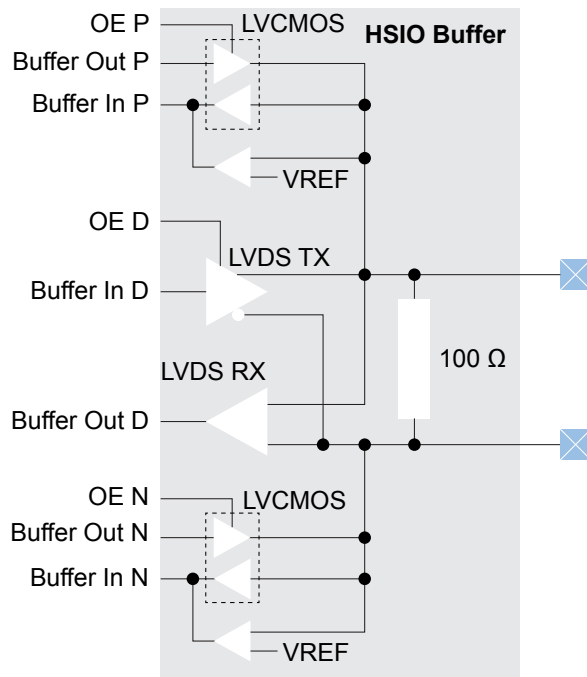 OE P
LVCMOS
HSIO Buffer
Buffer Out P
Buffer In P
VREF
OE D
LVDS TX
Buffer In D
100 Ω
LVDS RX
Buffer Out D
OE N
LVCMOS
Buffer Out N
Buffer In N
VREF